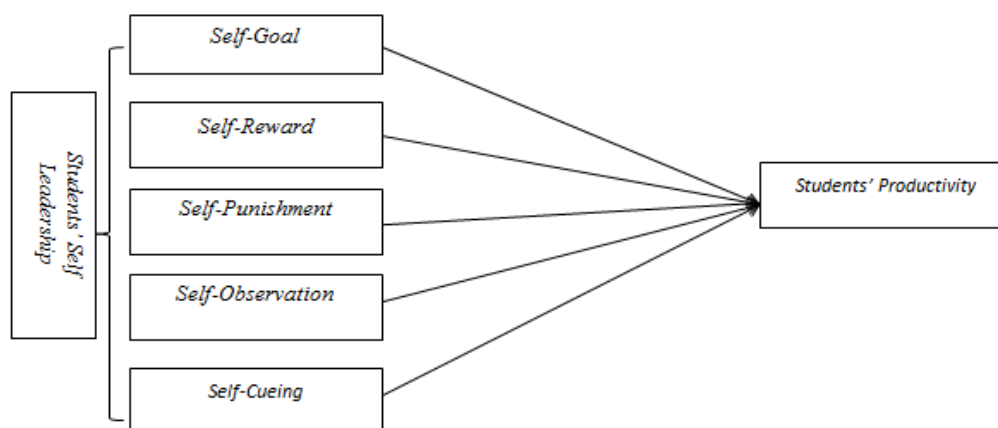 Students' Self
Leadership
Self-Goal
Self-Reward
Self-Punishment
Self-Observation
Self-Cueing
Students' Productivity